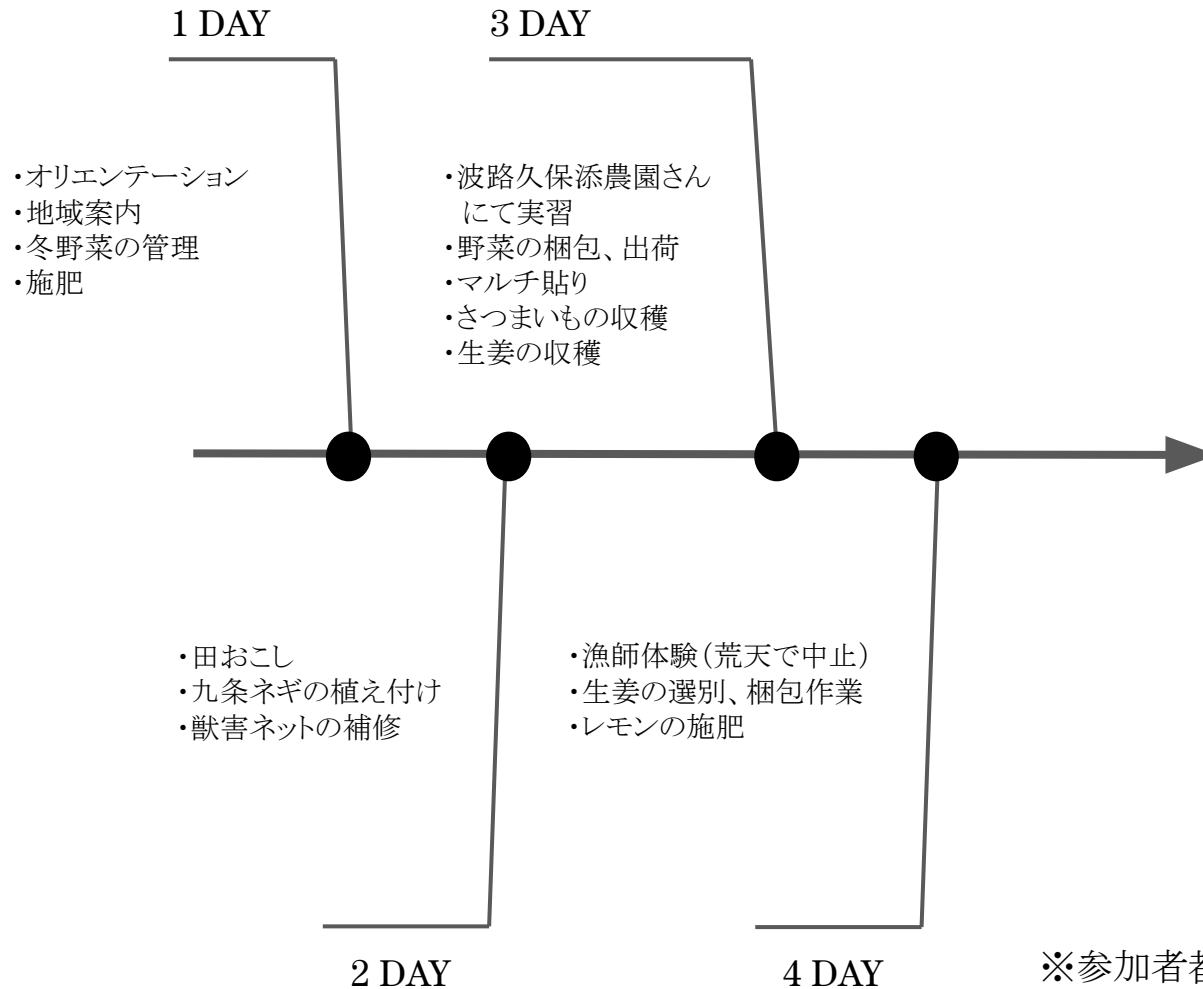 1 DAY
・オリエンテーション
・地域案内
・冬野菜の管理
・施肥
3 DAY
・波路久保添農園さん
にて実習
・野菜の梱包、出荷
・マルチ貼り
・さつまいもの収穫
・生姜の収穫
・田おこし
・九条ネギの植え付け
・獣害ネットの補修
2 DAY
・漁師体験(荒天で中止)
・生姜の選別、梱包作業
・レモンの施肥
4 DAY
※参加者都